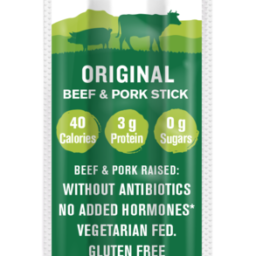 ORIGINAL
BEEF & PORK STICK
40 3 g 0 g
Calories Protein Sugars
BEEF & PORK RAISED:
WITHOUT ANTIBIOTICS
NO ADDED HORMONES*
VEGETARIAN FED.
GLUTEN FREE